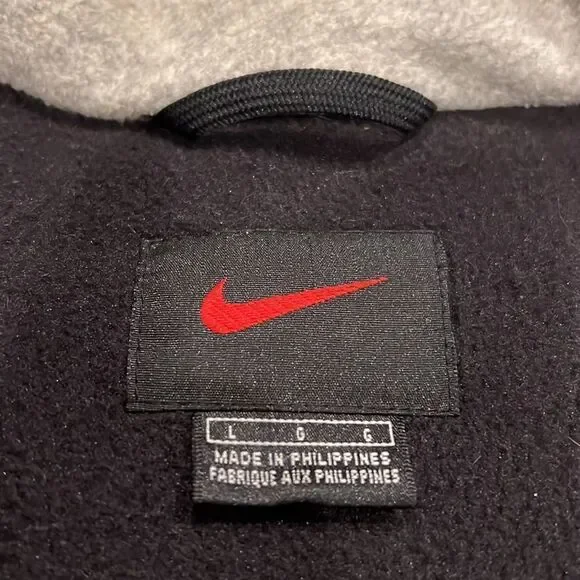 L G G
MADE IN PHILIPPINES
FABRIQUE AUX PHILIPPINES